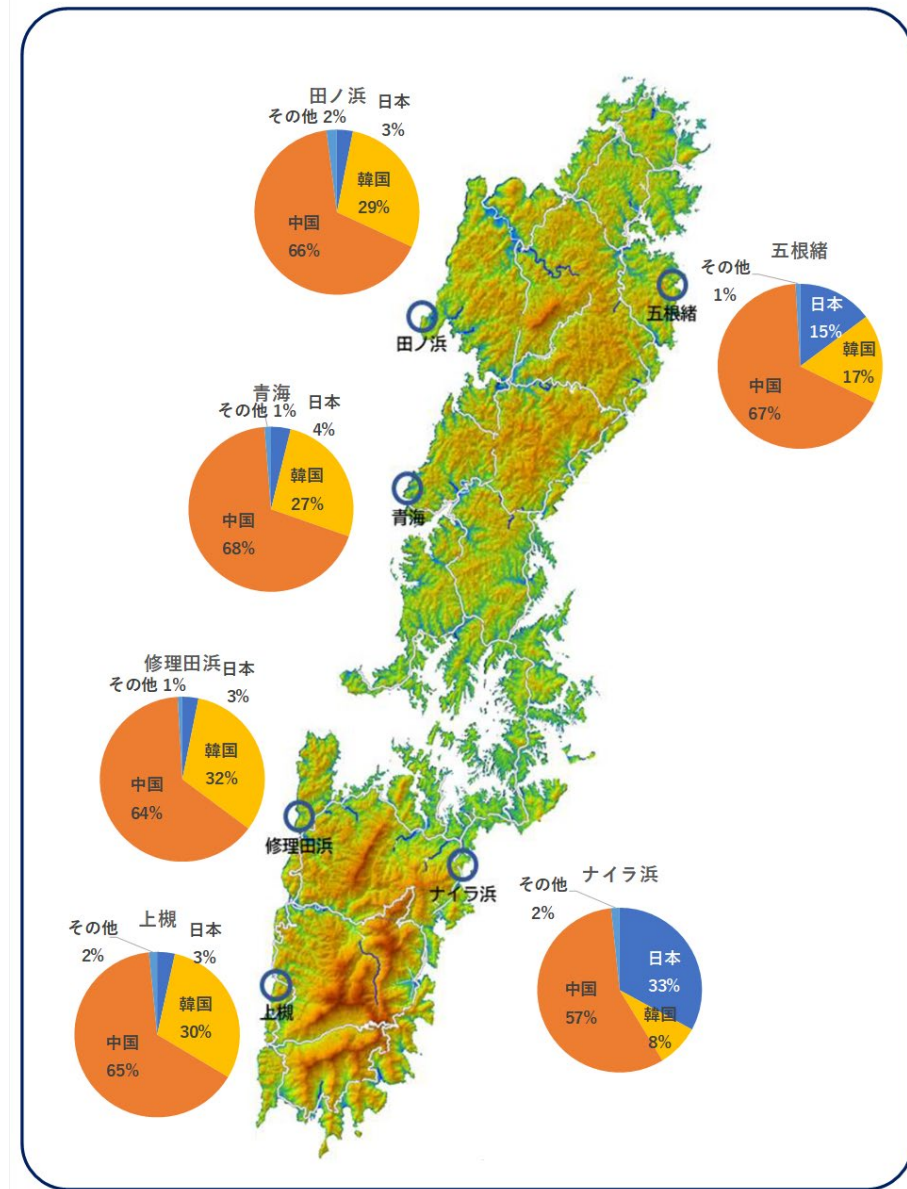 田ノ浜
その他 2%
日本
3%
韓国
29%
中国
66%
五根緒
その他
1%
日本
15%
韓国
17%
中国
67%
田ノ浜
五根緒
青海
その他 1%
日本
4%
韓国
27%
中国
68%
青海
修理田浜
その他 1%
日本
3%
韓国
32%
中国
64%
修理田浜
ナイラ浜
ナイラ浜
その他
2%
日本
33%
韓国
8%
中国
57%
上槻
その他
2%
日本
3%
韓国
30%
中国
65%
上槻